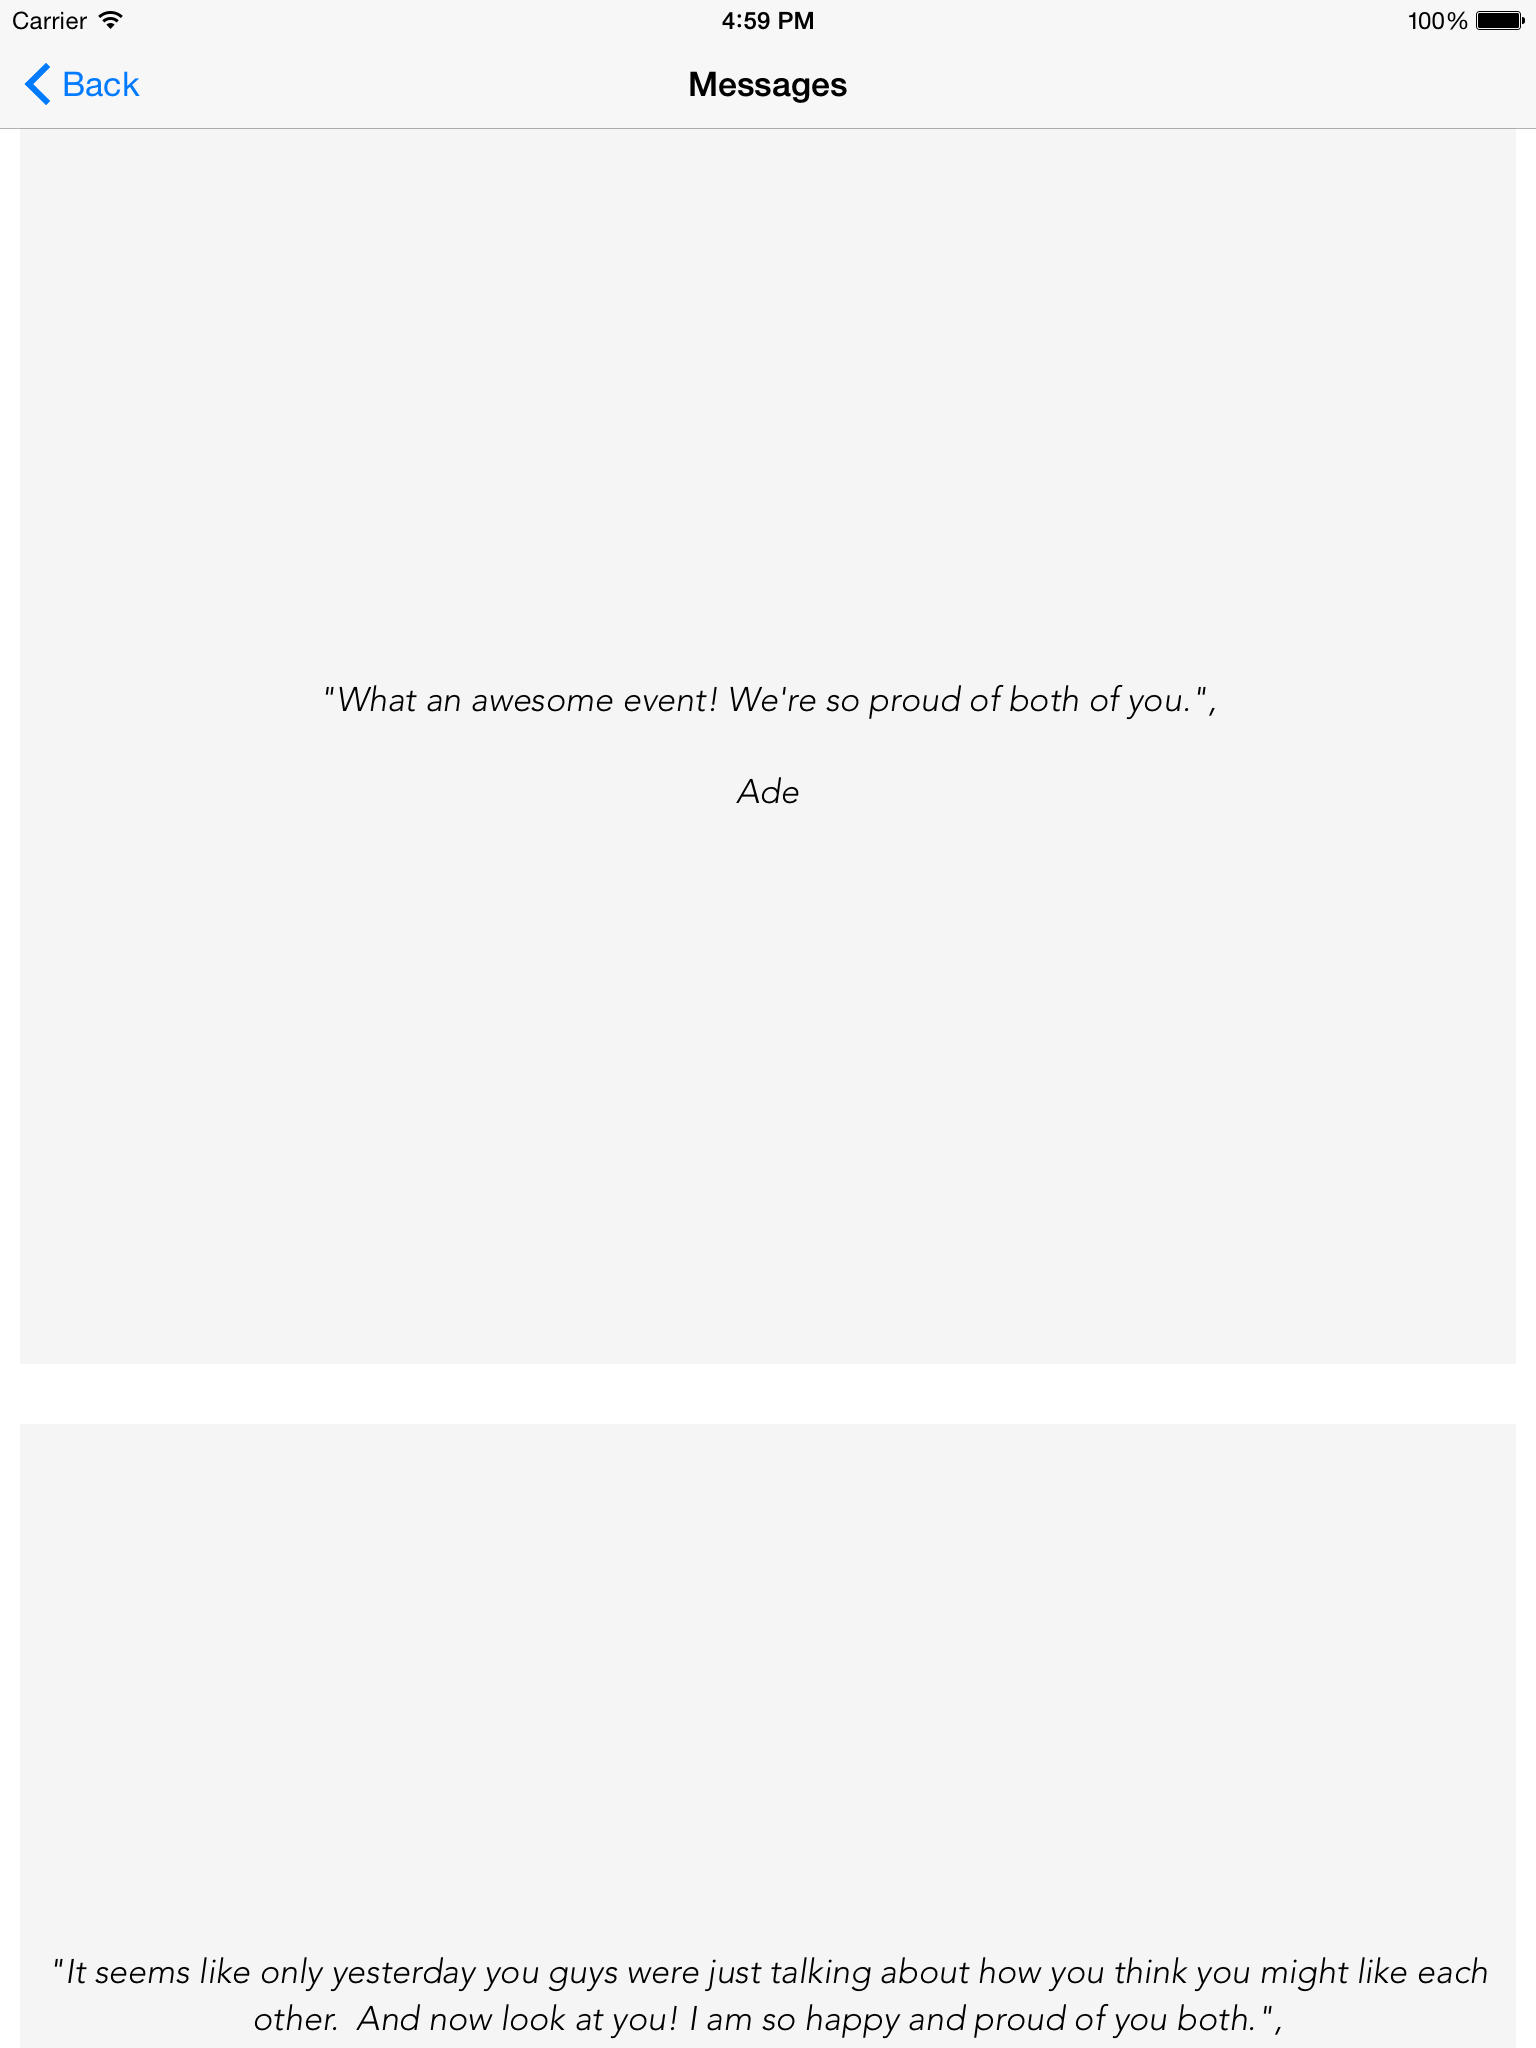 Carrier 4:59 PM 100%
Back Messages
"What an awesome event! We're so proud of both of you.",
Ade
"It seems like only yesterday you guys were just talking about how you think you might like each
other.  And now look at you! I am so happy and proud of you both.",